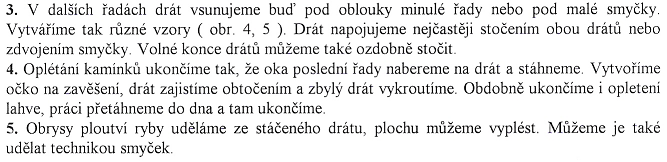 3. V dalších řadách drát vsunujeme buď pod oblouky minulé řady nebo pod malé smyčky.
Vytváříme tak různé vzory ( obr. 4, 5 ). Drát napojujeme nejčastěji stočením obou drátů nebo
zdvojením smyčky. Volné konce drátů můžeme také ozdobně stočit.
4. Oplétání kamínků ukončíme tak, že oka poslední řady nabereme na drát a stáhneme. Vytvoříme
očko na zavěšení, drát zajistíme obtočením a zbylý drát vykroutíme. Obdobně ukončíme i opletení
lahve, práci přetáhneme do dna a tam ukončíme.
5. Obrysy ploutví ryby uděláme ze stáčeného drátu, plochu můžeme vyplést. Můžeme je také
udělat technikou smyček.